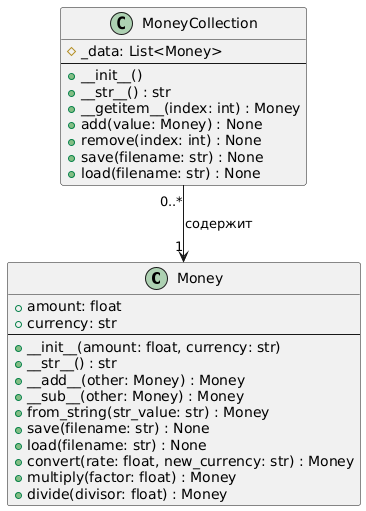 C MoneyCollection
_data: List<Money>
__init__()
__str__() : str
__getitem__(index: int) : Money
add(value: Money) : None
remove(index: int) : None
save(filename: str) : None
load(filename: str) : None
0..*
содержит
1
C Money
amount: float
currency: str
__init__(amount: float, currency: str)
__str__() : str
__add__(other: Money) : Money
__sub__(other: Money) : Money
from_string(str_value: str) : Money
save(filename: str) : None
load(filename: str) : None
convert(rate: float, new_currency: str) : Money
multiply(factor: float) : Money
divide(divisor: float) : Money